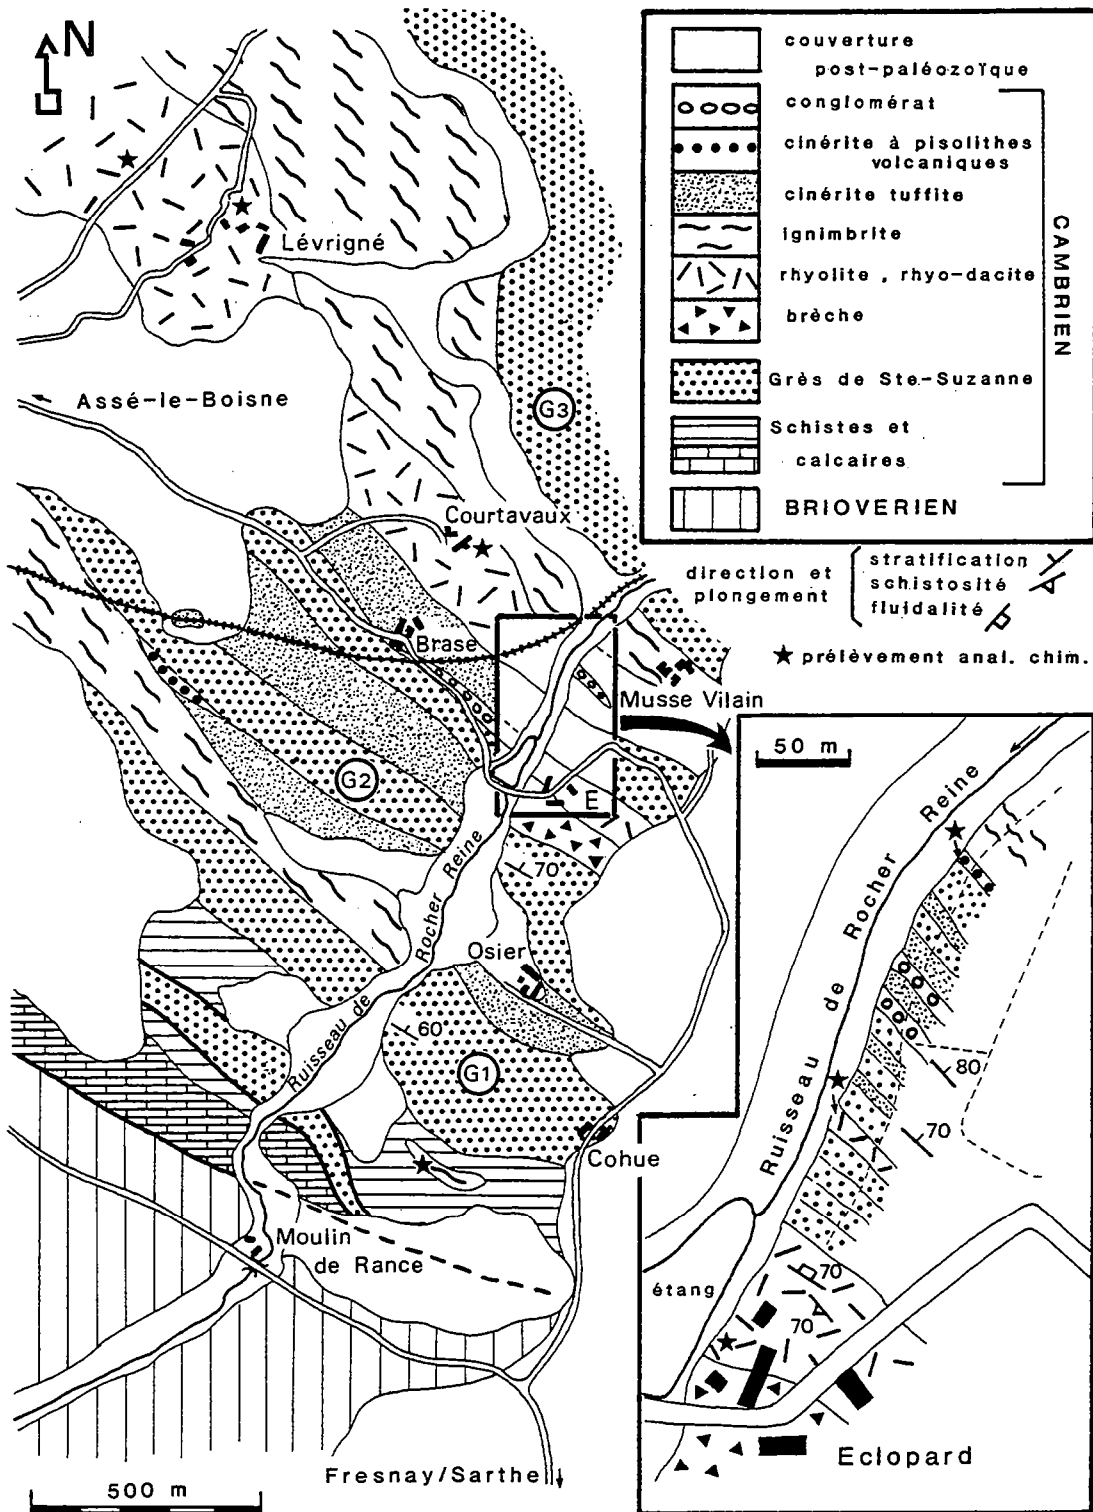 N
couverture
post-paléozoïque
conglomérat
cinérite à pisolithes
volcaniques
cinérite tuffite
ignimbrite
rhyolite , rhyo-dacite
brèche
Grès de Ste-Suzanne
Schistes et
calcaires
BRIOVERIEN
CAMBRIEN
direction et
plongement
stratification
schistosité
fluidalité
★ prélèvement anal. chim.
Lévrigné
Assé-le-Boisne
G3
Courtavaux
Brase
Musse Vilain
G2
E
70
Ruisseau de Rocher Reine
Osier
60
G1
Cohue
Moulin
de Rance
Fresnay/Sarthe
500 m
50 m
Ruisseau de Rocher Reine
80
70
étang
70
70
Eclopard